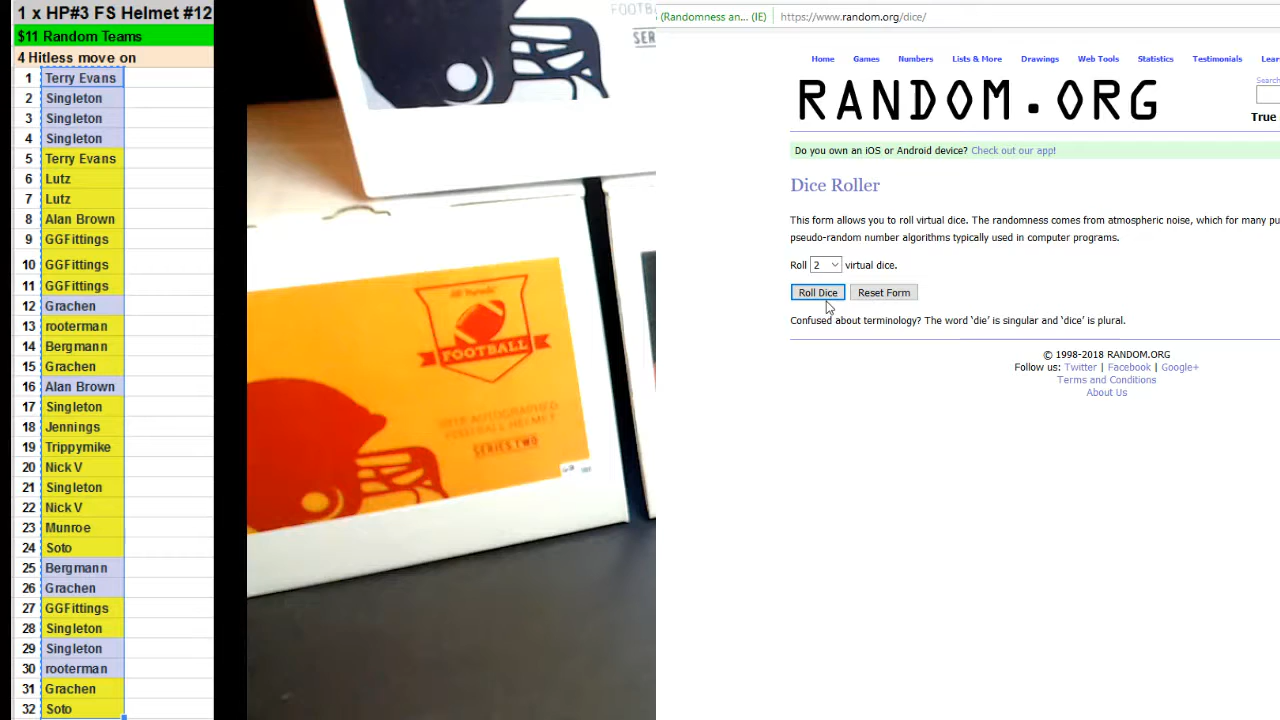 1 x HP#3 FS Helmet #12
$11 Random Teams
4 Hitless move on
1 Terry Evans
2 Singleton
3 Singleton
4 Singleton
5 Terry Evans
6 Lutz
7 Lutz
8 Alan Brown
9 GGFittings
10 GGFittings
11 GGFittings
12 Grachen
13 rooterman
14 Bergmann
15 Grachen
16 Alan Brown
17 Singleton
18 Jennings
19 Trippymike
20 Nick V
21 Singleton
22 Nick V
23 Munroe
24 Soto
25 Bergmann
26 Grachen
27 GGFittings
28 Singleton
29 Singleton
30 rooterman
31 Grachen
32 Soto
FOOTBALL
2018 AUTOGRAPHED
FOOTBALL HELMET
SERIES TWO
(Randomness an... (IE) https://www.random.org/dice/
Home Games Numbers Lists & More Drawings Web Tools Statistics Testimonials
Search
RANDOM.ORG
True
Do you own an iOS or Android device? Check out our app!
Dice Roller
This form allows you to roll virtual dice. The randomness comes from atmospheric noise, which for many
pseudo-random number algorithms typically used in computer programs.
Roll 2 virtual dice.
Roll Dice Reset Form
Confused about terminology? The word ‘die’ is singular and ‘dice’ is plural.
© 1998-2018 RANDOM.ORG
Follow us: Twitter | Facebook | Google+
Terms and Conditions
About Us